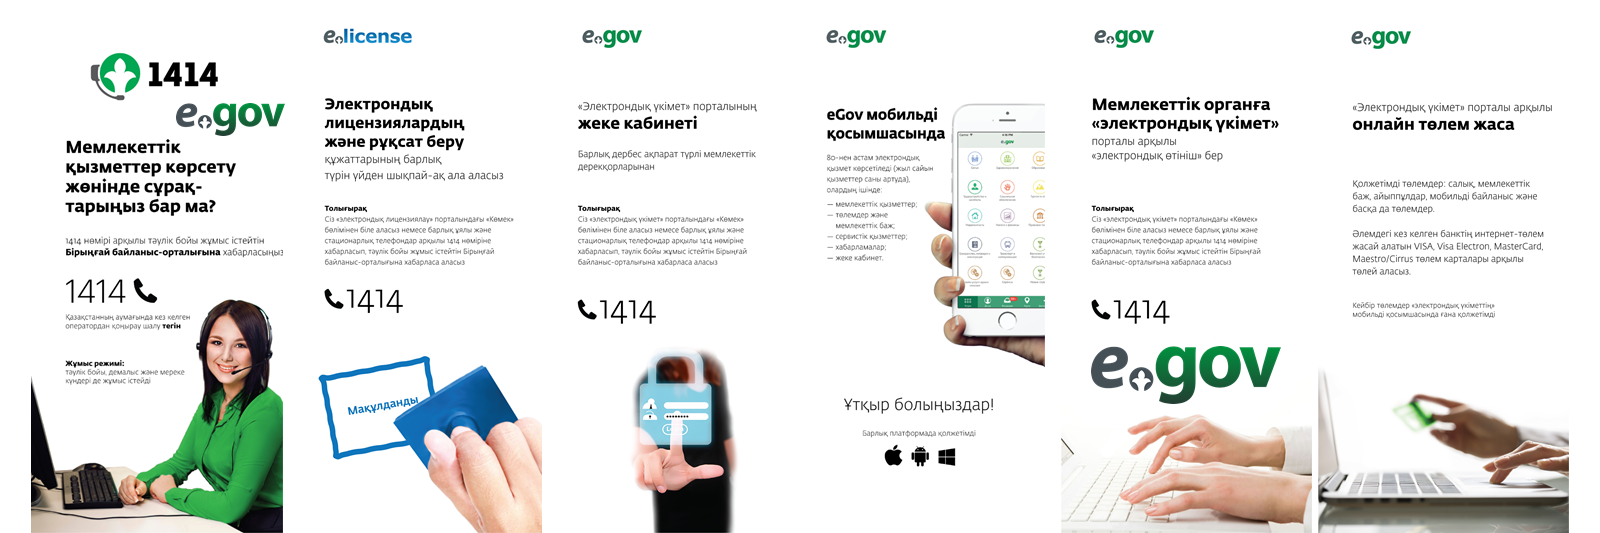 1414
e.gov
Мемлекеттік
қызметтер көрсету
жөнінде сұрақ-
тарыңыз бар ма?
1414 нөмірі арқылы тәулік бойы жұмыс істейтін
Бірыңғай байланыс-орталығына хабарласыңыз
1414
Қазақстанның аумағында кез келген
оператордан қоңырау шалу тегін
Жұмыс режимі:
тәулік бойы, демалыс және мереке
күндері де жұмыс істейді
e.license
Электрондық
лицензиялардың
және рұқсат беру
құжаттарының барлық
түрін үйден шықпай-ақ ала аласыз
Толығырақ
Сіз «электрондық лицензиялау» порталындағы «Көмек»
бөлімінен біле аласыз немесе барлық ұялы және
стационарлық телефондар арқылы 1414 нөміріне
хабарласып, тәулік бойы жұмыс істейтін Бірыңғай
байланыс-орталығына хабарласа аласыз
1414
Мақұлданды
e.gov
«Электрондық үкімет» порталының
жеке кабинеті
Барлық дербес ақпарат түрлі мемлекеттік
дерекқорларынан
Толығырақ
Сіз «электрондық үкімет» порталындағы «Көмек»
бөлімінен біле аласыз немесе барлық ұялы және
стационарлық телефондар арқылы 1414 нөміріне
хабарласып, тәулік бойы жұмыс істейтін Бірыңғай
байланыс-орталығына хабарласа аласыз
1414
e.gov
eGov мобильді
қосымшасында
80-нен астам электрондық
қызмет көрсетіледі (жыл сайын
қызметтер саны артуда),
олардың ішінде:
— мемлекеттік қызметтер;
— төлемдер және
мемлекеттік баж;
— сервистік қызметтер;
— хабарламалар;
— жеке кабинет.
e.gov
Ұтқыр болыңыздар!
Барлық платформада қолжетімді
e.gov
Мемлекеттік органға
«электрондық үкімет»
порталы арқылы
«электрондық өтініш» бер
Толығырақ
Сіз «электрондық үкімет» порталындағы «Көмек»
бөлімінен біле аласыз немесе барлық ұялы және
стационарлық телефондар арқылы 1414 нөміріне
хабарласып, тәулік бойы жұмыс істейтін Бірыңғай
байланыс-орталығына хабарласа аласыз
1414
e.gov
e.gov
«Электрондық үкімет» порталы арқылы
онлайн төлем жаса
Қолжетімді төлемдер: салық, мемлекеттік
баж, айыппұлдар, мобильді байланыс және
басқа да төлемдер.
Әлемдегі кез келген банктің интернет-төлем
жасай алатын VISA, Visa Electron, MasterCard,
Maestro/Cirrus төлем карталары арқылы
төлей аласыз.
Кейбір төлемдер «электрондық үкіметтің»
мобильді қосымшасында ғана қолжетімді